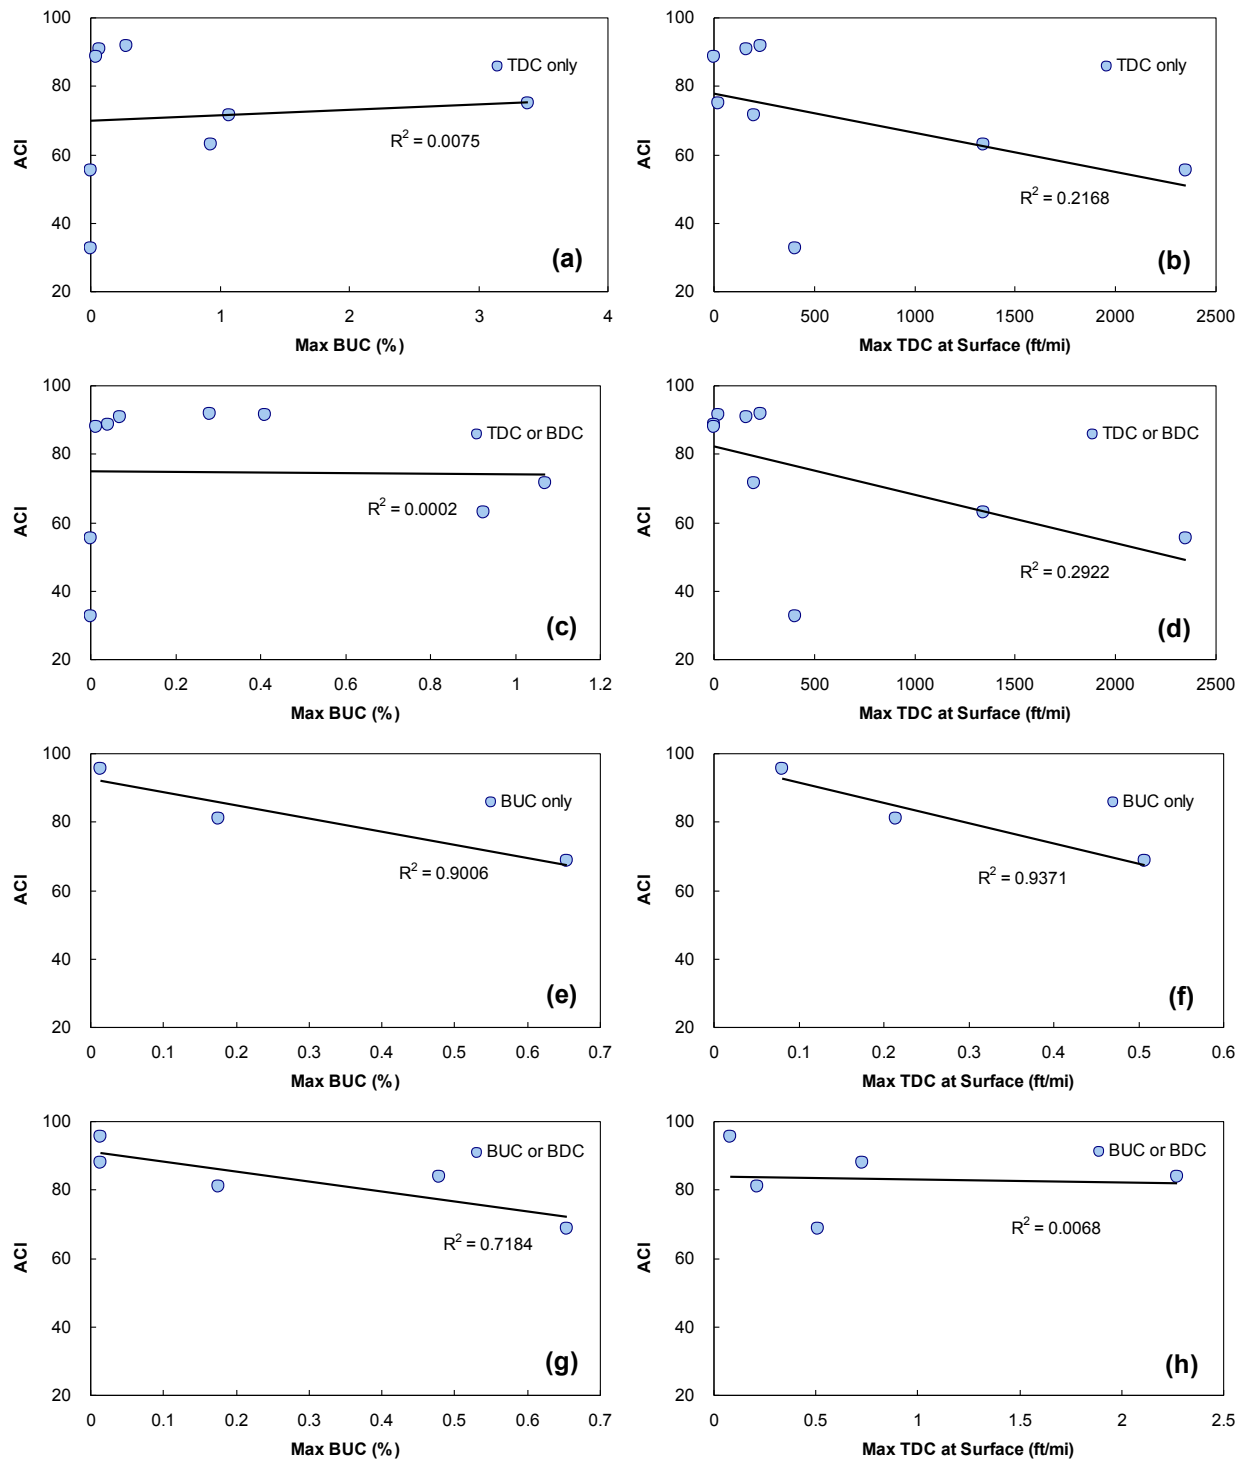 100
TDC only
80
R² = 0.0075
60
ACI
40
(a)
20
0 1 2 3 4
Max BUC (%)
100
TDC only
80
R² = 0.2168
60
ACI
40
(b)
20
0 500 1000 1500 2000 2500
Max TDC at Surface (ft/mi)
100
TDC or BDC
80
R² = 0.0002
60
ACI
40
(c)
20
0 0.2 0.4 0.6 0.8 1 1.2
Max BUC (%)
100
TDC or BDC
80
R² = 0.2922
60
ACI
40
(d)
20
0 500 1000 1500 2000 2500
Max TDC at Surface (ft/mi)
100
BUC only
80
R² = 0.9006
60
ACI
40
(e)
20
0 0.1 0.2 0.3 0.4 0.5 0.6 0.7
Max BUC (%)
100
BUC only
80
R² = 0.9371
60
ACI
40
(f)
20
0 0.1 0.2 0.3 0.4 0.5 0.6
Max TDC at Surface (ft/mi)
100
BUC or BDC
80
R² = 0.7184
60
ACI
40
(g)
20
0 0.1 0.2 0.3 0.4 0.5 0.6 0.7
Max BUC (%)
100
BUC or BDC
80
R² = 0.0068
60
ACI
40
(h)
20
0 0.5 1 1.5 2 2.5
Max TDC at Surface (ft/mi)